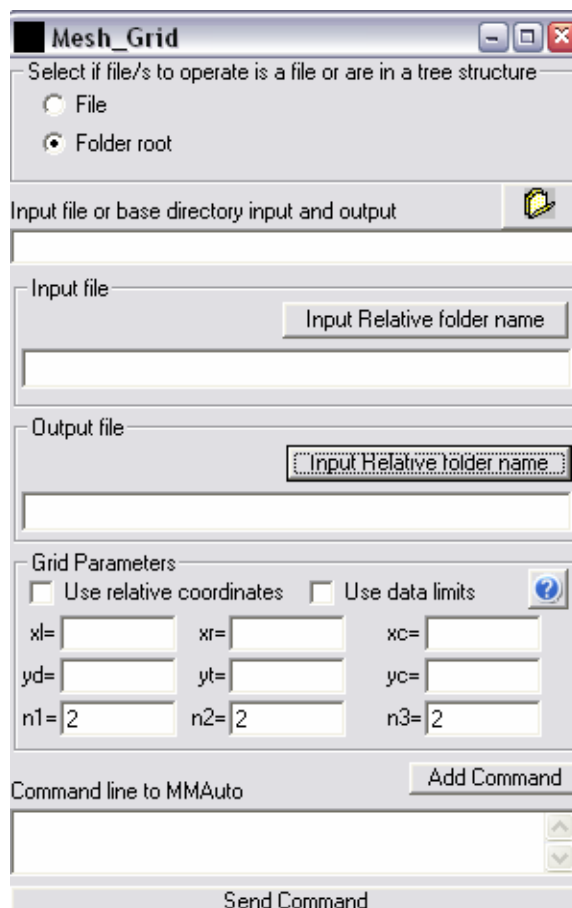 Mesh_Grid
Select if file/s to operate is a file or are in a tree structure
File
Folder root
Input file or base directory input and output
Input file
Input Relative folder name
Output file
Input Relative folder name
Grid Parameters
Use relative coordinates Use data limits ?
xl= xr= xc=
yd= yt= yc=
n1= 2 n2= 2 n3= 2
Add Command
Command line to MMAuto
Send Command